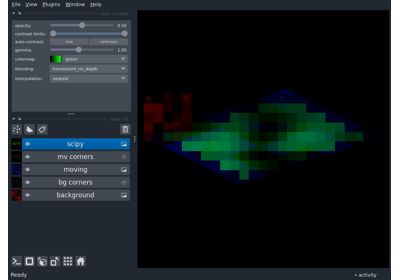 File View Plugins Window Help
layer controls
opacity: 0.50
contrast limits:
auto-contrast: once continuous
gamma: 1.00
colormap: green
blending: translucent_no_depth
interpolation: nearest
layer list
scipy
mv corners
moving
bg corners
background
Ready
activity